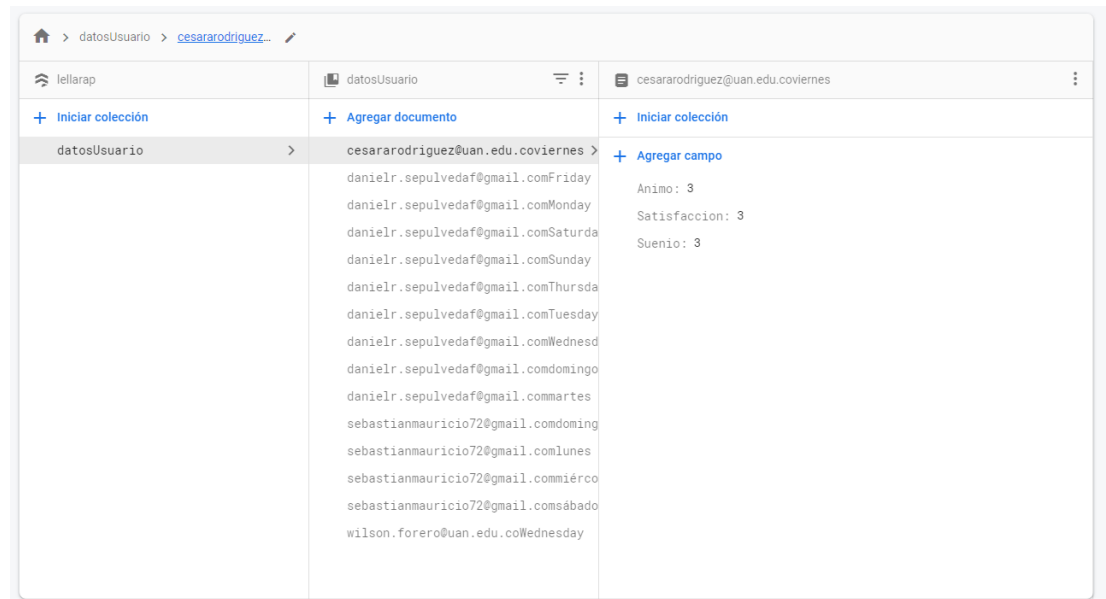 datosUsuario > cesararodriguez…
lellarap
Iniciar colección
datosUsuario
datosUsuario
Agregar documento
cesararodriguez@uan.edu.coviernes
danielr.sepulvedaf@gmail.comFriday
danielr.sepulvedaf@gmail.comMonday
danielr.sepulvedaf@gmail.comSaturda
danielr.sepulvedaf@gmail.comSunday
danielr.sepulvedaf@gmail.comThursda
danielr.sepulvedaf@gmail.comTuesday
danielr.sepulvedaf@gmail.comWednesd
danielr.sepulvedaf@gmail.comdomingo
danielr.sepulvedaf@gmail.commartes
sebastianmauricio72@gmail.comdoming
sebastianmauricio72@gmail.comlunes
sebastianmauricio72@gmail.commiérco
sebastianmauricio72@gmail.comsábado
wilson.forero@uan.edu.coWednesday
cesararodriguez@uan.edu.coviernes
Iniciar colección
Agregar campo
Animo: 3
Satisfaccion: 3
Suenio: 3